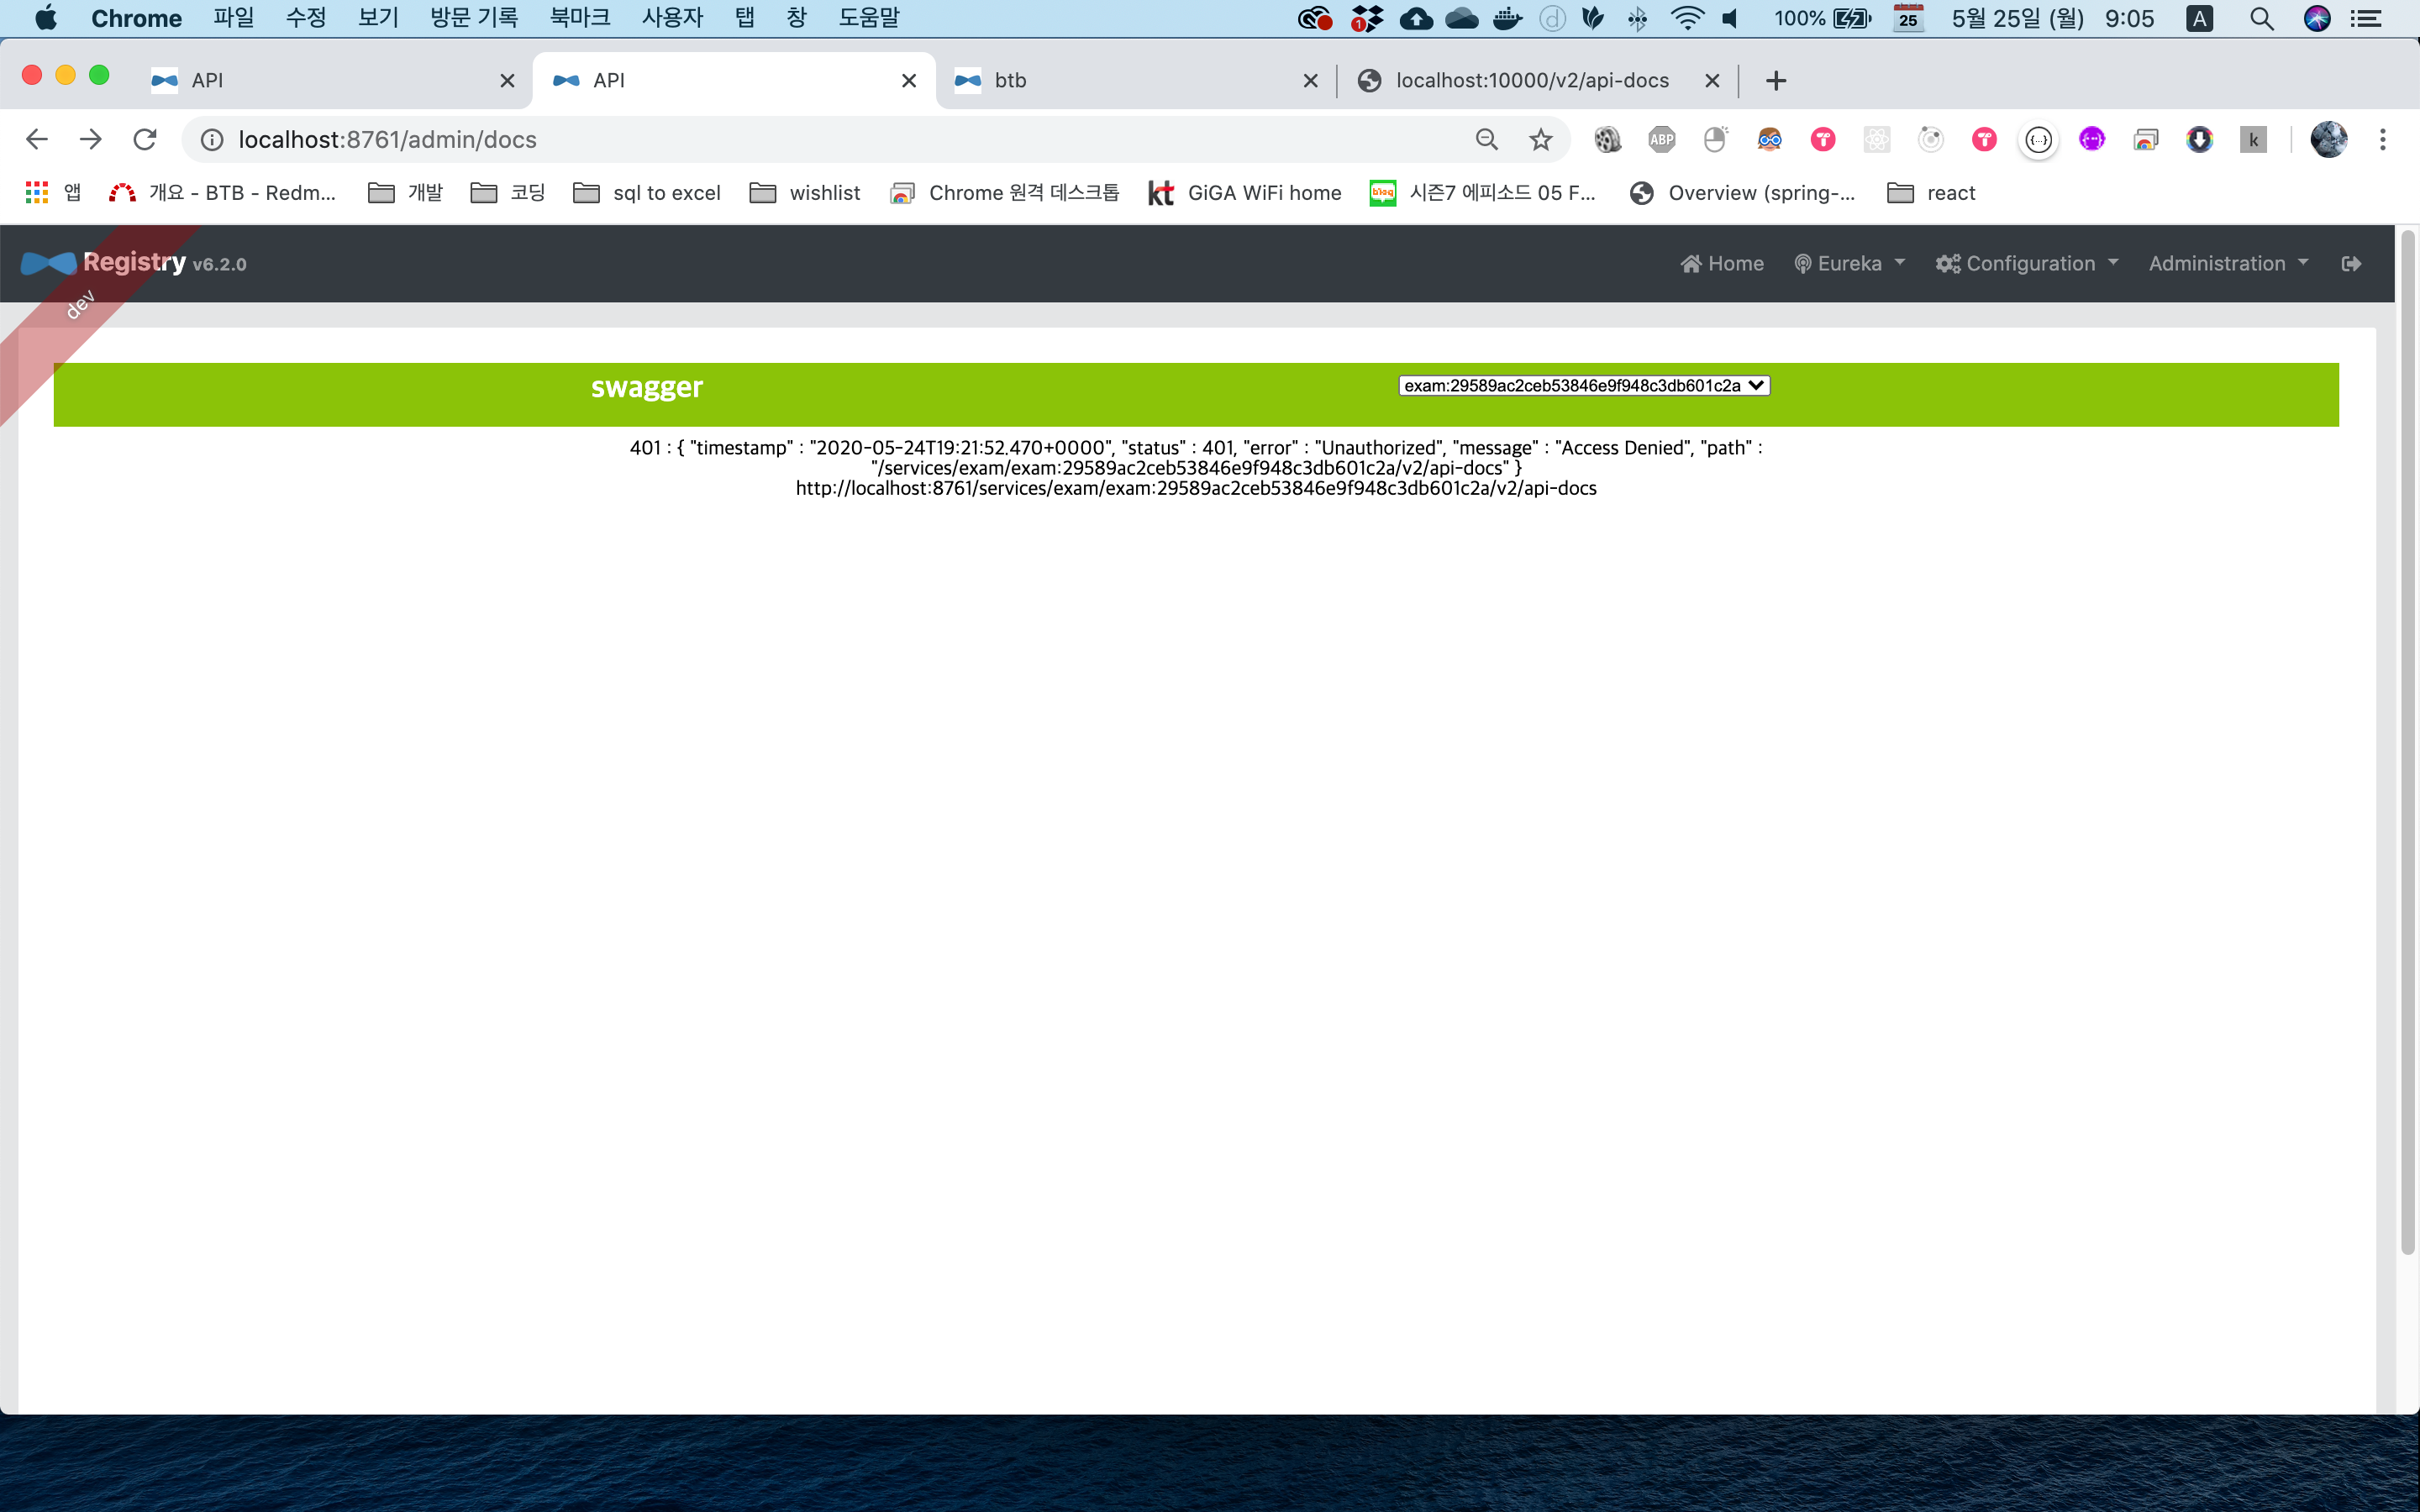 Chrome 파일 수정 보기 방문 기록 북마크 사용자 탭 창 도움말 1 100% 25 5월 25일 (월) 9:05 A
API API btb localhost:10000/v2/api-docs
localhost:8761/admin/docs ABP k
앱 개요 - BTB - Redm... 개발 코딩 sql to excel wishlist Chrome 원격 데스크톱 kt GiGA WiFi home blog 시즌7 에피소드 05 F... Overview (spring-... react
Registry v6.2.0 Home Eureka Configuration Administration
dev
swagger exam:29589ac2ceb53846e9f948c3db601c2a
401 : { "timestamp" : "2020-05-24T19:21:52.470+0000", "status" : 401, "error" : "Unauthorized", "message" : "Access Denied", "path" :
"/services/exam/exam:29589ac2ceb53846e9f948c3db601c2a/v2/api-docs" }
http://localhost:8761/services/exam/exam:29589ac2ceb53846e9f948c3db601c2a/v2/api-docs